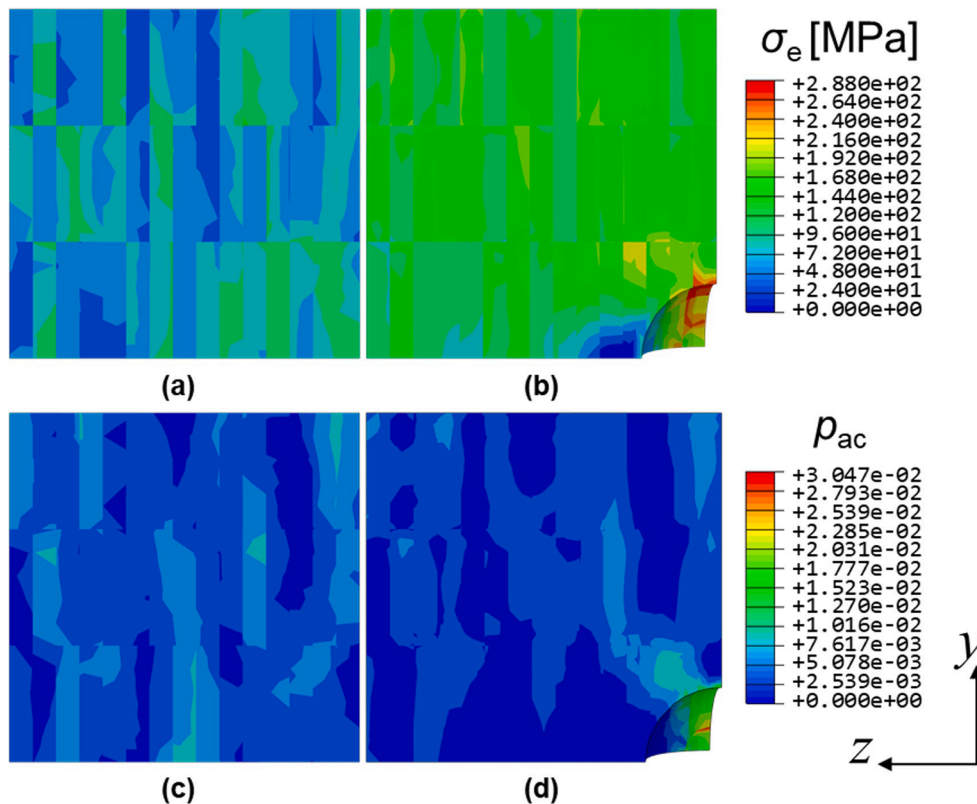 σe [MPa]
+2.880e+02
+2.640e+02
+2.400e+02
+2.160e+02
+1.920e+02
+1.680e+02
+1.440e+02
+1.200e+02
+9.600e+01
+7.200e+01
+4.800e+01
+2.400e+01
+0.000e+00
(a)
(b)
pac
+3.047e-02
+2.793e-02
+2.539e-02
+2.285e-02
+2.031e-02
+1.777e-02
+1.523e-02
+1.270e-02
+1.016e-02
+7.617e-03
+5.078e-03
+2.539e-03
+0.000e+00
y
z
(c)
(d)